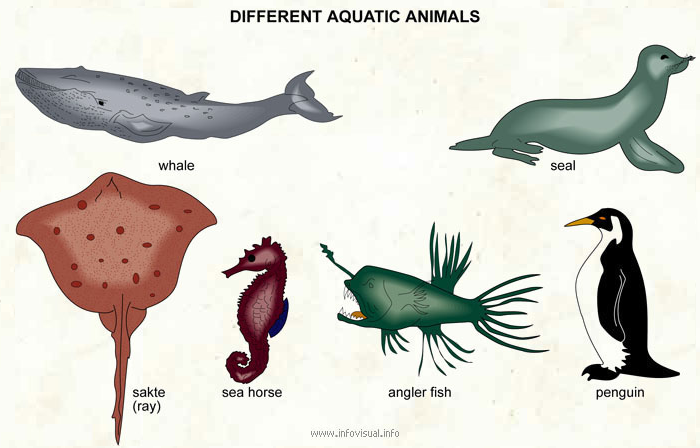 DIFFERENT AQUATIC ANIMALS
whale
seal
sakte
(ray)
sea horse
angler fish
penguin
www.infovisual.info